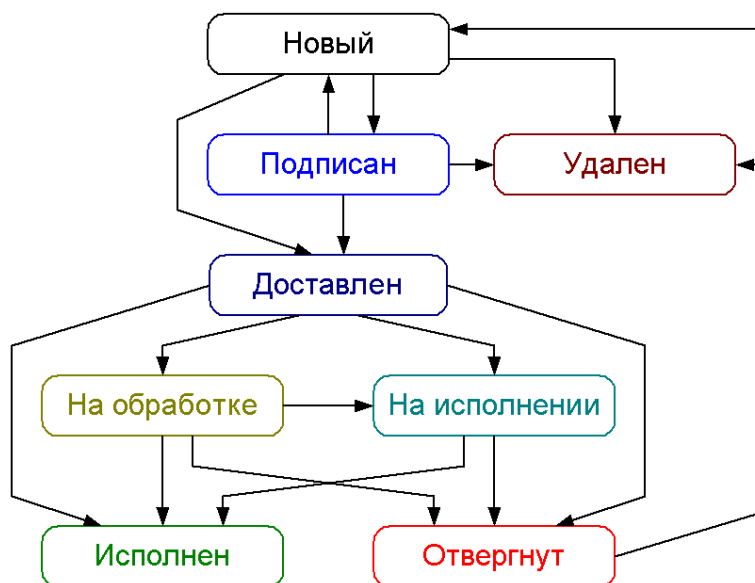 Новый
Подписан
Удален
Доставлен
На обработке
На исполнении
Исполнен
Отвергнут